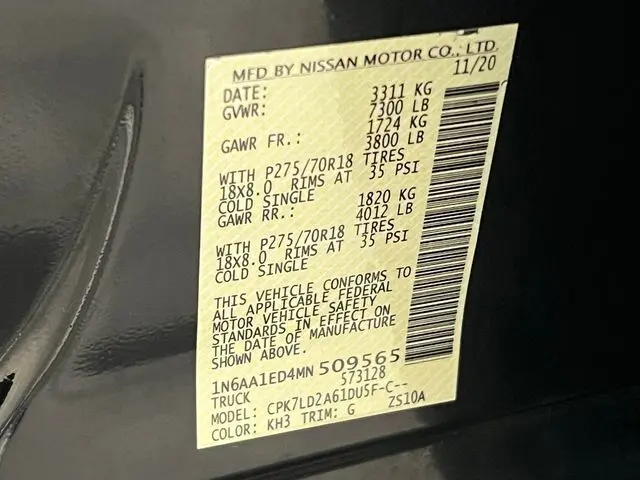 MFD BY NISSAN MOTOR CO., LTD.
DATE: 11/20
GVWR: 3311 KG
7300 LB
GAWR FR.: 1724 KG
3800 LB
WITH P275/70R18 TIRES
18X8.0 RIMS AT 35 PSI
COLD SINGLE
GAWR RR.: 1820 KG
4012 LB
WITH P275/70R18 TIRES
18X8.0 RIMS AT 35 PSI
COLD SINGLE
THIS VEHICLE CONFORMS TO
ALL APPLICABLE FEDERAL
MOTOR VEHICLE SAFETY
STANDARDS IN EFFECT ON
THE DATE OF MANUFACTURE
SHOWN ABOVE.
1N6AA1ED4MN509565
TRUCK 573128
MODEL: CPK7LD2A61DU5F-C--
COLOR: KH3 TRIM: G ZS10A